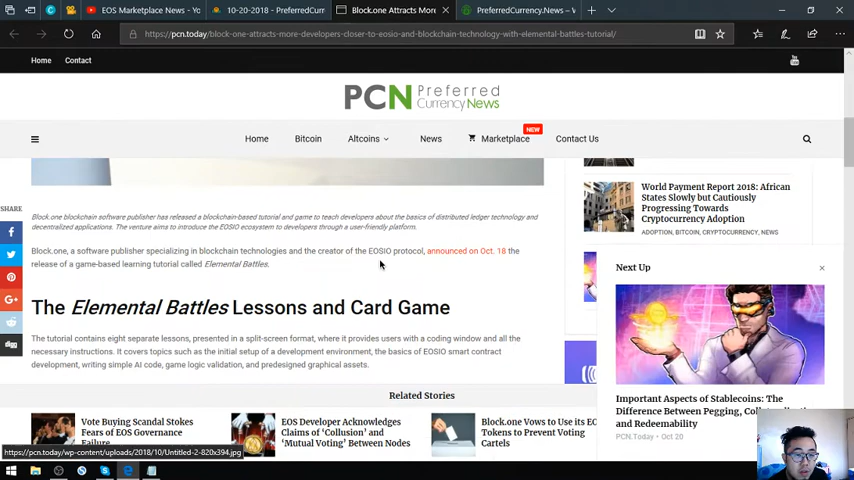 EOS Marketplace News - Yo
10-20-2018 - PreferredCurr
Block.one Attracts More
PreferredCurrency.News – W
https://pcn.today/block-one-attracts-more-developers-closer-to-eosio-and-blockchain-technology-with-elemental-battles-tutorial/
Home Contact
PCN Preferred
CurrencyNews
Home Bitcoin Altcoins News Marketplace NEW Contact Us
SHARE
Block.one blockchain software publisher has released a blockchain-based tutorial and game to teach developers about the basics of distributed ledger technology and
decentralized applications. The venture aims to introduce the EOSIO ecosystem to developers through a user-friendly platform.
Block.one, a software publisher specializing in blockchain technologies and the creator of the EOSIO protocol, announced on Oct. 18 the
release of a game-based learning tutorial called Elemental Battles.
The Elemental Battles Lessons and Card Game
The tutorial contains eight separate lessons, presented in a split-screen format, where it provides users with a coding window and all the
necessary instructions. It covers topics such as the initial setup of a development environment, the basics of EOSIO smart contract
development, writing simple AI code, game logic validation, and predesigned graphical assets.
World Payment Report 2018: African
States Slowly but Cautiously
Progressing Towards
Cryptocurrency Adoption
ADOPTION, BITCOIN, CRYPTOCURRENCY, NEWS
Next Up
Important Aspects of Stablecoins: The
Difference Between Pegging,
and Redeemability
PCN.Today • Oct 20
Related Stories
Vote Buying Scandal Stokes
Fears of EOS Governance
Failure
EOS Developer Acknowledges
Claims of ‘Collusion’ and
‘Mutual Voting’ Between Nodes
Block.one Vows to Use its EO
Tokens to Prevent Voting
Cartels
https://pcn.today/wp-content/uploads/2018/10/Untitled-2-820x394.jpg
digg